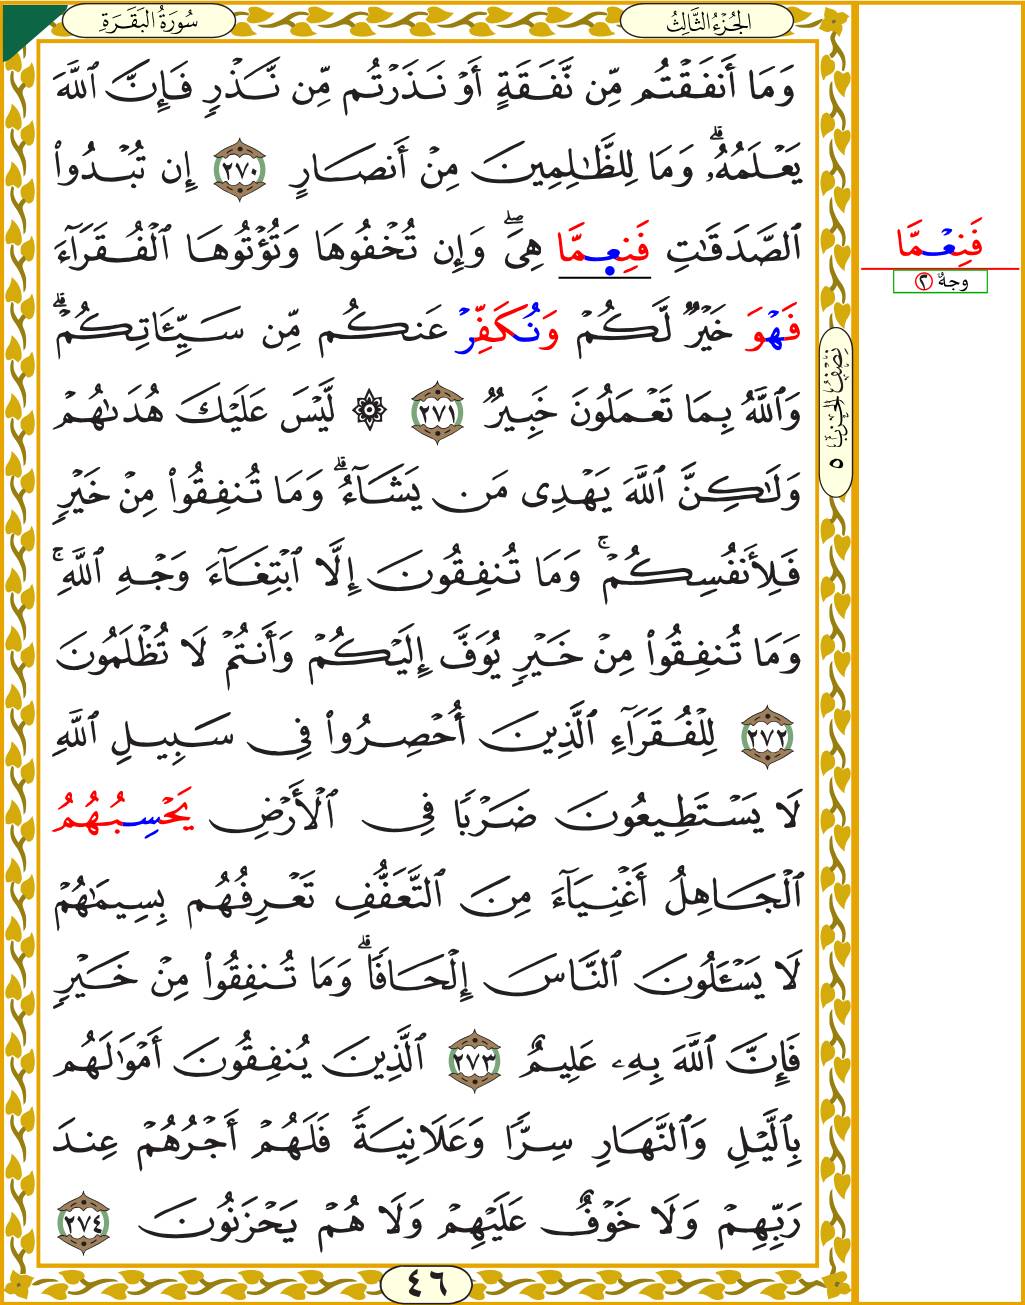 سُورَةُ البَقَرَةِ
الجُزْءُ الثَّالِثُ
وَمَا أَنفَقْتُم مِّن نَّفَقَةٍ أَوْ نَذَرْتُم مِّن نَّذْرٍ فَإِنَّ ٱللَّهَ
يَعْلَمُهُۥۗ وَمَا لِلظَّٰلِمِينَ مِنْ أَنصَارٍ ٢٧٠ إِن تُبْدُوا۟
ٱلصَّدَقَٰتِ فَنِعِمَّا هِىَۖ وَإِن تُخْفُوهَا وَتُؤْتُوهَا ٱلْفُقَرَآءَ
فَهْوَ خَيْرٌ لَّكُمْ وَنُكَفِّرْ عَنكُم مِّن سَيِّـَٔاتِكُمْۗ
وَٱللَّهُ بِمَا تَعْمَلُونَ خَبِيرٌ ٢٧١ ۞ لَّيْسَ عَلَيْكَ هُدَىٰهُمْ
وَلَٰكِنَّ ٱللَّهَ يَهْدِى مَن يَشَآءُۗ وَمَا تُنفِقُوا۟ مِنْ خَيْرٍ
فَلِأَنفُسِكُمْۚ وَمَا تُنفِقُونَ إِلَّا ٱبْتِغَآءَ وَجْهِ ٱللَّهِۚ
وَمَا تُنفِقُوا۟ مِنْ خَيْرٍ يُوَفَّ إِلَيْكُمْ وَأَنتُمْ لَا تُظْلَمُونَ
٢٧٢ لِلْفُقَرَآءِ ٱلَّذِينَ أُحْصِرُوا۟ فِى سَبِيلِ ٱللَّهِ
لَا يَسْتَطِيعُونَ ضَرْبًا فِى ٱلْأَرْضِ يَحْسِبُهُمُ
ٱلْجَاهِلُ أَغْنِيَآءَ مِنَ ٱلتَّعَفُّفِ تَعْرِفُهُم بِسِيمَٰهُمْ
لَا يَسْـَٔلُونَ ٱلنَّاسَ إِلْحَافًاۗ وَمَا تُنفِقُوا۟ مِنْ خَيْرٍ
فَإِنَّ ٱللَّهَ بِهِۦ عَلِيمٌ ٢٧٣ ٱلَّذِينَ يُنفِقُونَ أَمْوَٰلَهُم
بِٱلَّيْلِ وَٱلنَّهَارِ سِرًّا وَعَلَانِيَةً فَلَهُمْ أَجْرُهُمْ عِندَ
رَبِّهِمْ وَلَا خَوْفٌ عَلَيْهِمْ وَلَا هُمْ يَحْزَنُونَ ٢٧٤
٤٦
فَنِعْمَّا
وجهٌ ٢
نِصْفُ الحِزْبِ ٥